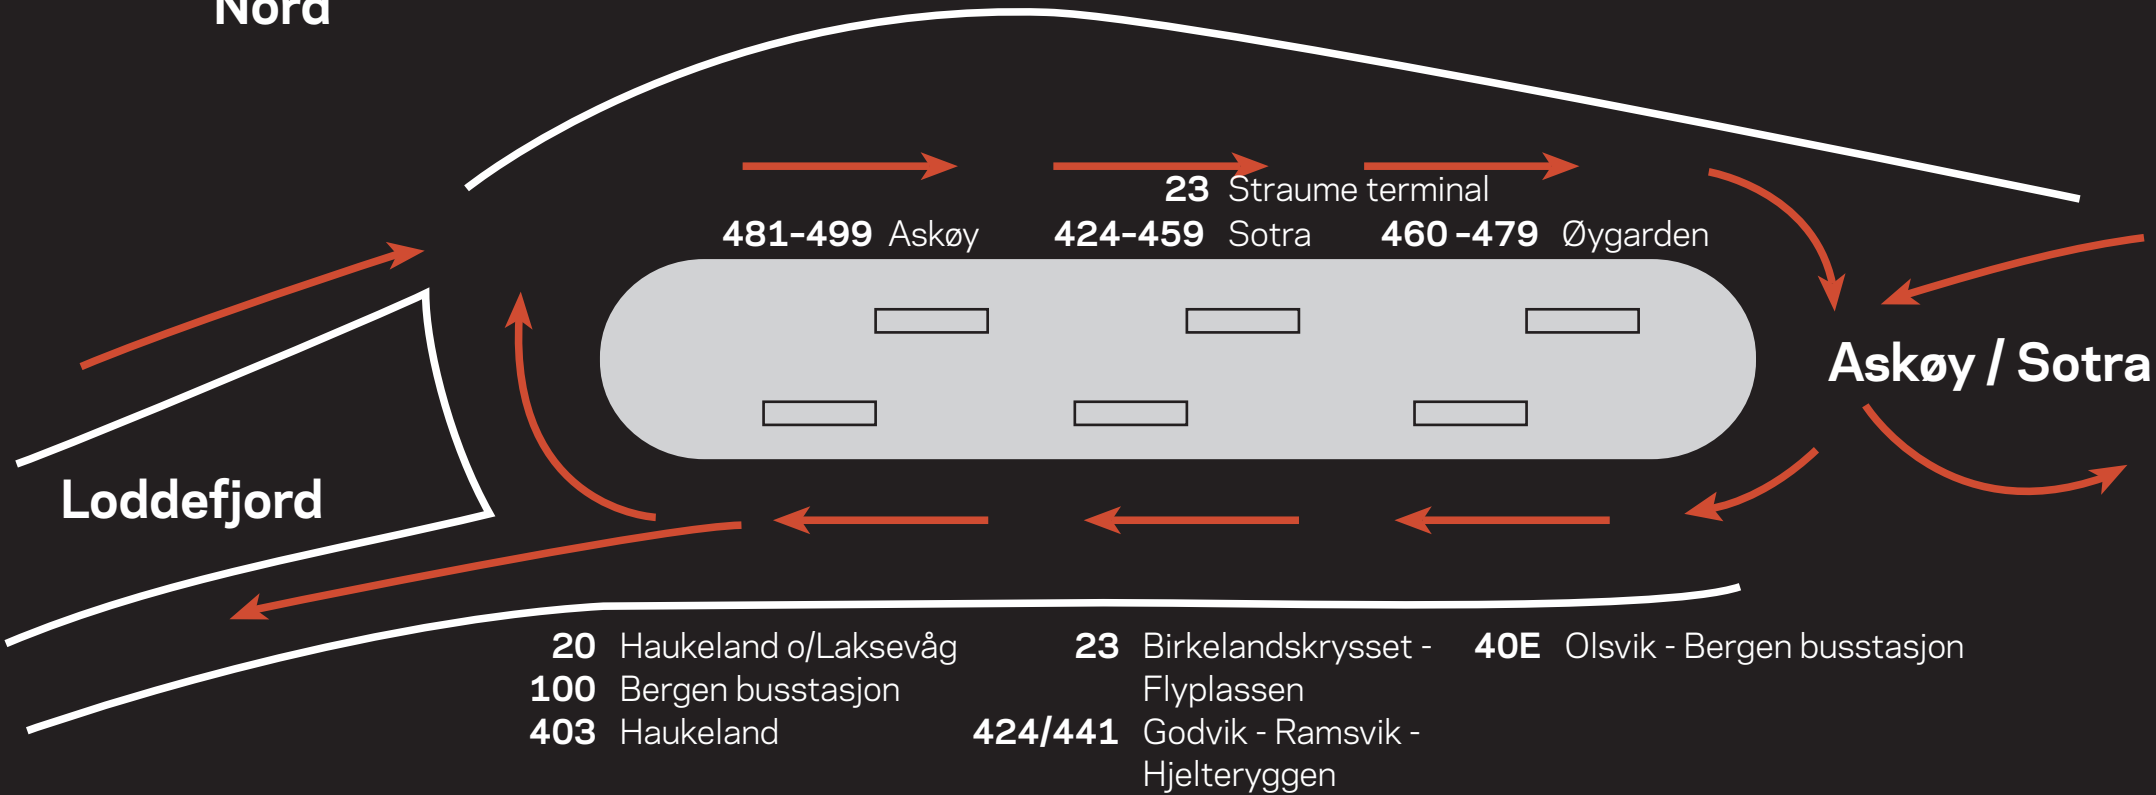 Nord
23 Straume terminal
481-499 Askøy 424-459 Sotra 460-479 Øygarden
Askøy / Sotra
Loddefjord
20 Haukeland o/Laksevåg 23 Birkelandskrysset - 40E Olsvik - Bergen busstasjon
100 Bergen busstasjon Flyplassen
403 Haukeland 424/441 Godvik - Ramsvik -
Hjelteryggen